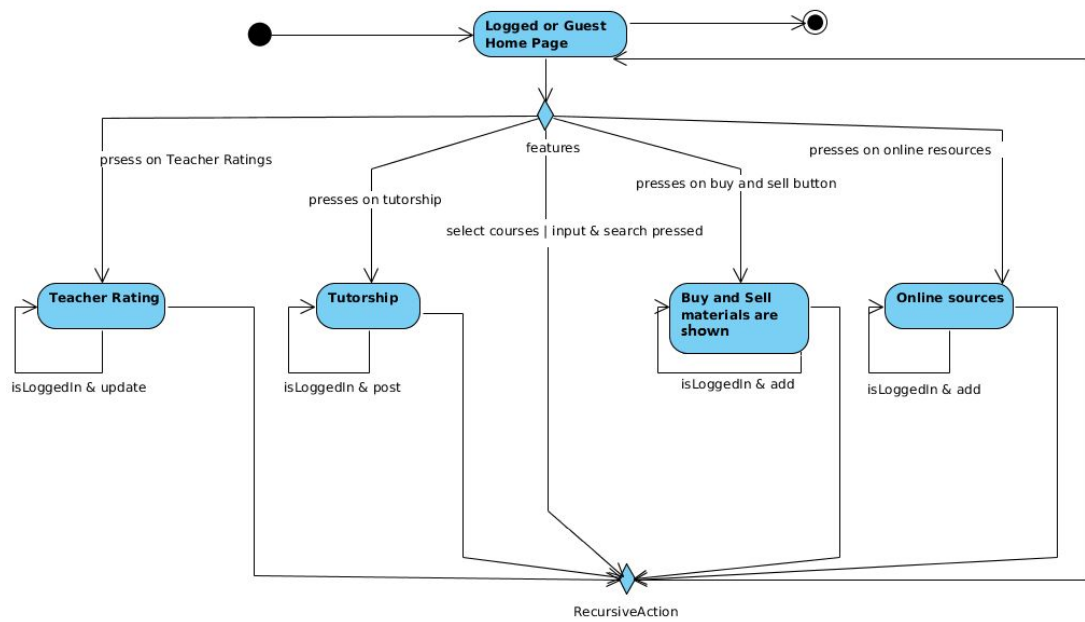 Logged or Guest
Home Page
features
prsess on Teacher Ratings
presses on online resources
presses on tutorship
presses on buy and sell button
select courses | input & search pressed
Teacher Rating
Tutorship
Buy and Sell
materials are
shown
Online sources
isLoggedIn & update
isLoggedIn & post
isLoggedIn & add
isLoggedIn & add
RecursiveAction